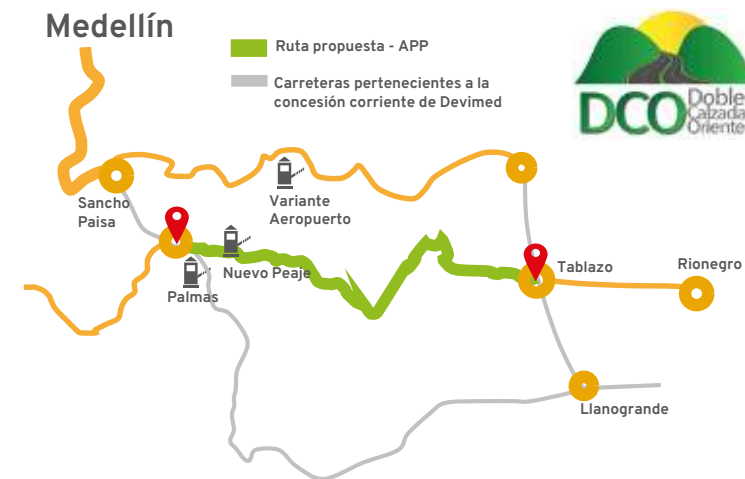 Medellín
Ruta propuesta - APP
Carreteras pertenecientes a la
concesión corriente de Devimed
DCO Doble
Calzada
Oriente
Sancho
Paisa
Variante
Aeropuerto
Nuevo Peaje
Palmas
Tablazo
Rionegro
Llanogrande